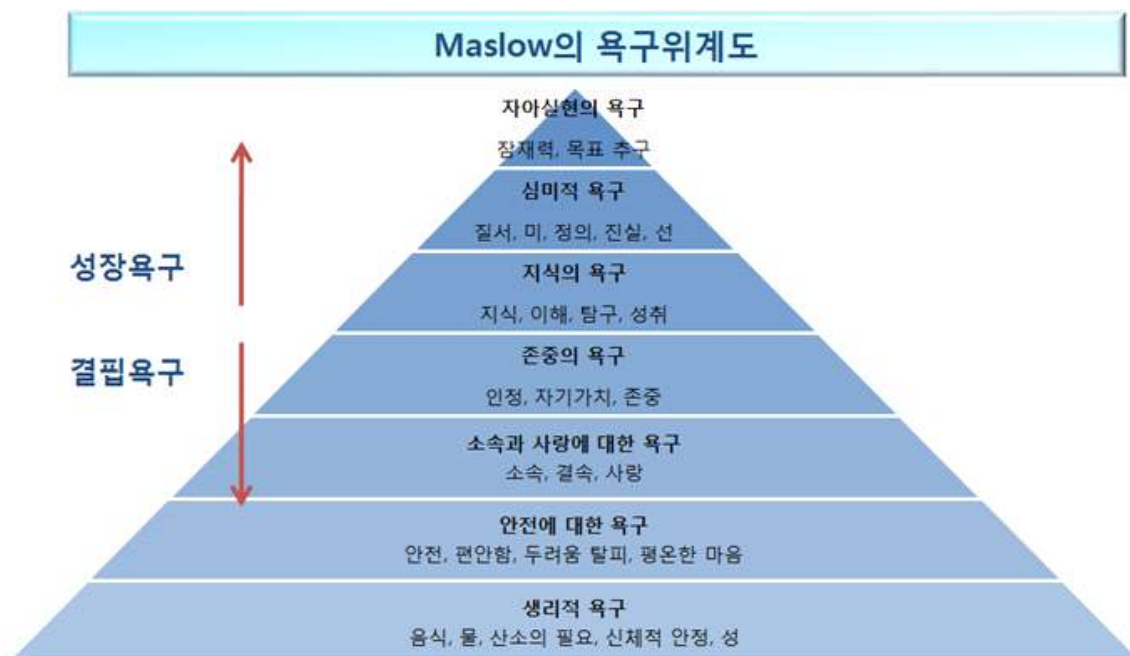 Maslow의 욕구위계도
자아실현의 욕구
잠재력, 목표 추구
심미적 욕구
질서, 미, 정의, 진실, 선
성장욕구
지식의 욕구
지식, 이해, 탐구, 성취
결핍욕구
존중의 욕구
인정, 자기가치, 존중
소속과 사랑에 대한 욕구
소속, 결속, 사랑
안전에 대한 욕구
안전, 편안함, 두려움 탈피, 평온한 마음
생리적 욕구
음식, 물, 산소의 필요, 신체적 안정, 성